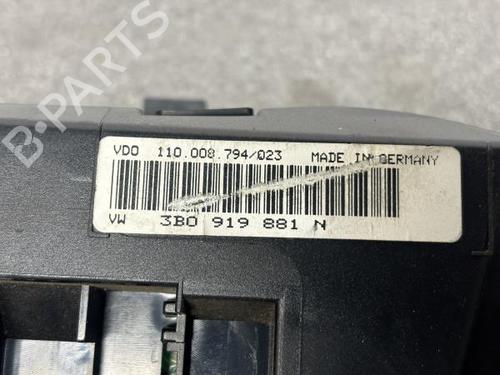 B-PARTS
VDO 110.008.794/023 MADE IN GERMANY
VW 3B0 919 881 N